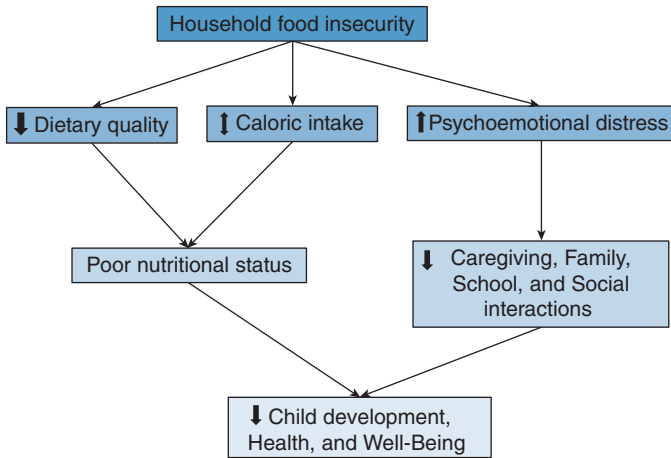 Household food insecurity
⬇ Dietary quality
↕ Caloric intake
⬆ Psychoemotional distress
Poor nutritional status
⬇ Caregiving, Family,
School, and Social
interactions
⬇ Child development,
Health, and Well-Being